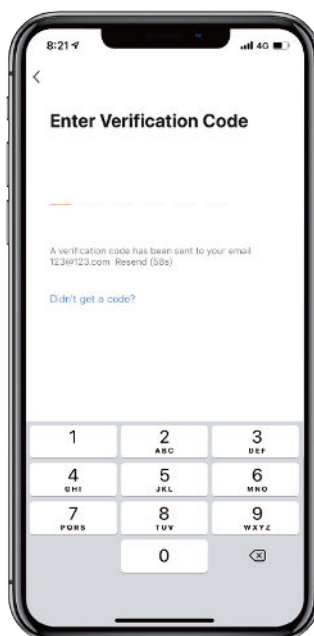 8:21 4G
Enter Verification Code
A verification code has been sent to your email
123@123.com Resend (58s)
Didn't get a code?
1 2 3
ABC DEF
4 5 6
GHI JKL MNO
7 8 9
PQRS TUV WXYZ
0